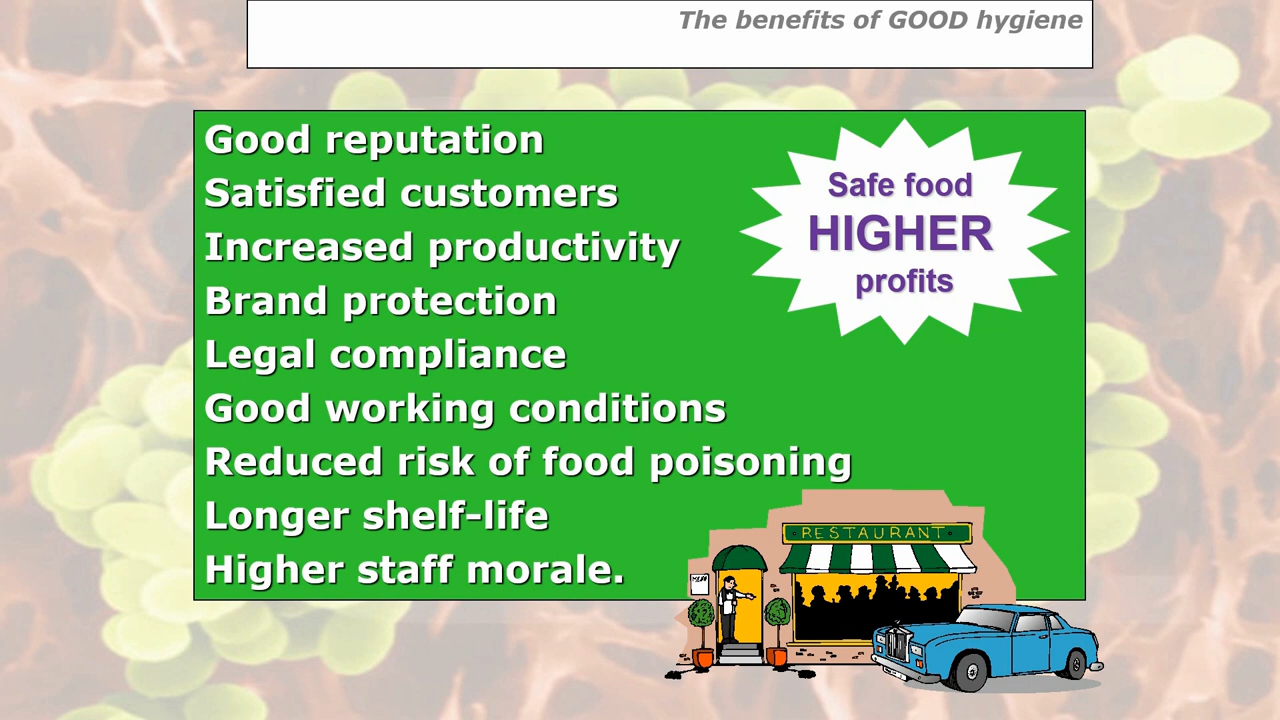 The benefits of GOOD hygiene
Good reputation
Satisfied customers
Increased productivity
Brand protection
Legal compliance
Good working conditions
Reduced risk of food poisoning
Longer shelf-life
Higher staff morale.
Safe food
HIGHER
profits
RESTAURANT